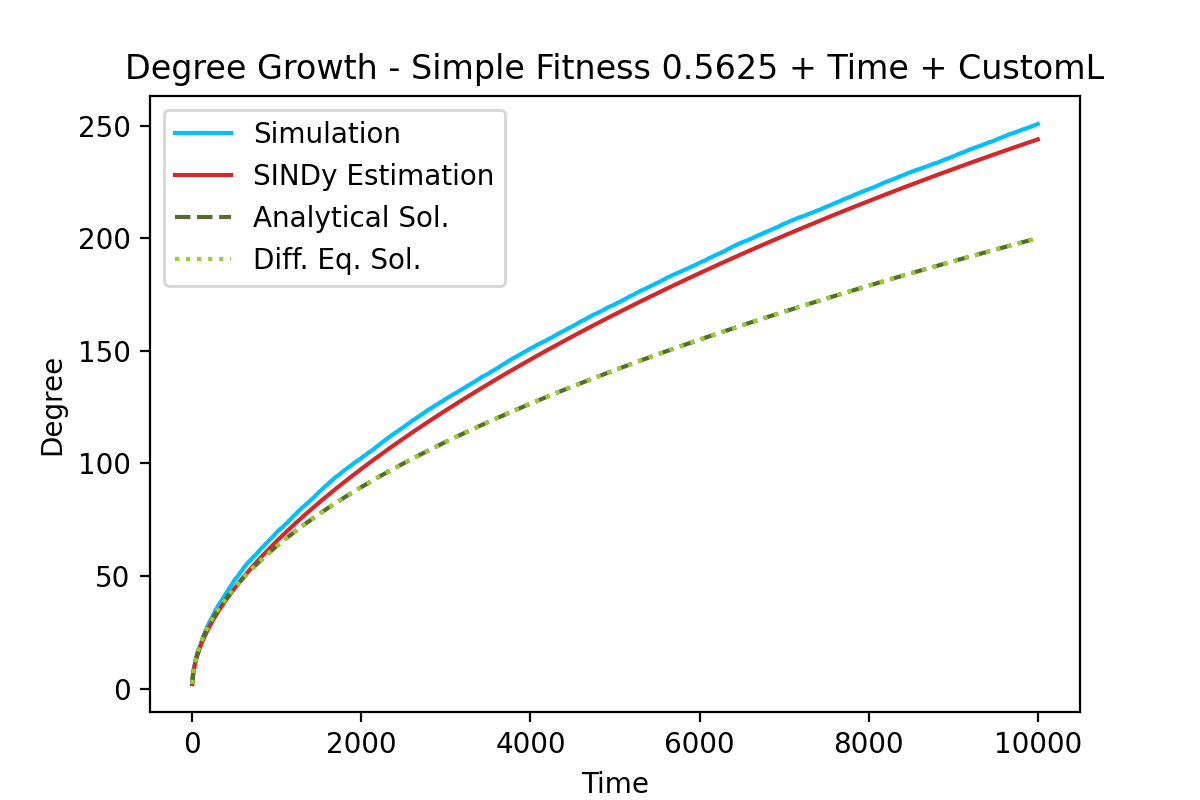 Degree Growth - Simple Fitness 0.5625 + Time + CustomL
Simulation
SINDy Estimation
Analytical Sol.
Diff. Eq. Sol.
250
200
150
100
50
0
Degree
0 2000 4000 6000 8000 10000
Time